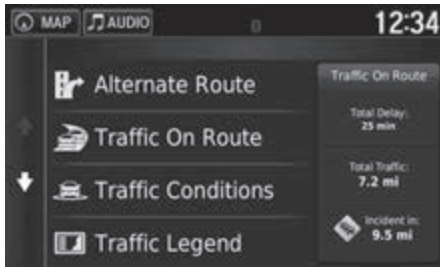 MAP AUDIO 12:34
Alternate Route
Traffic On Route
Traffic Conditions
Traffic Legend
Traffic On Route
Total Delay:
25 min
Total Traffic:
7.2 mi
Incident in:
9.5 mi